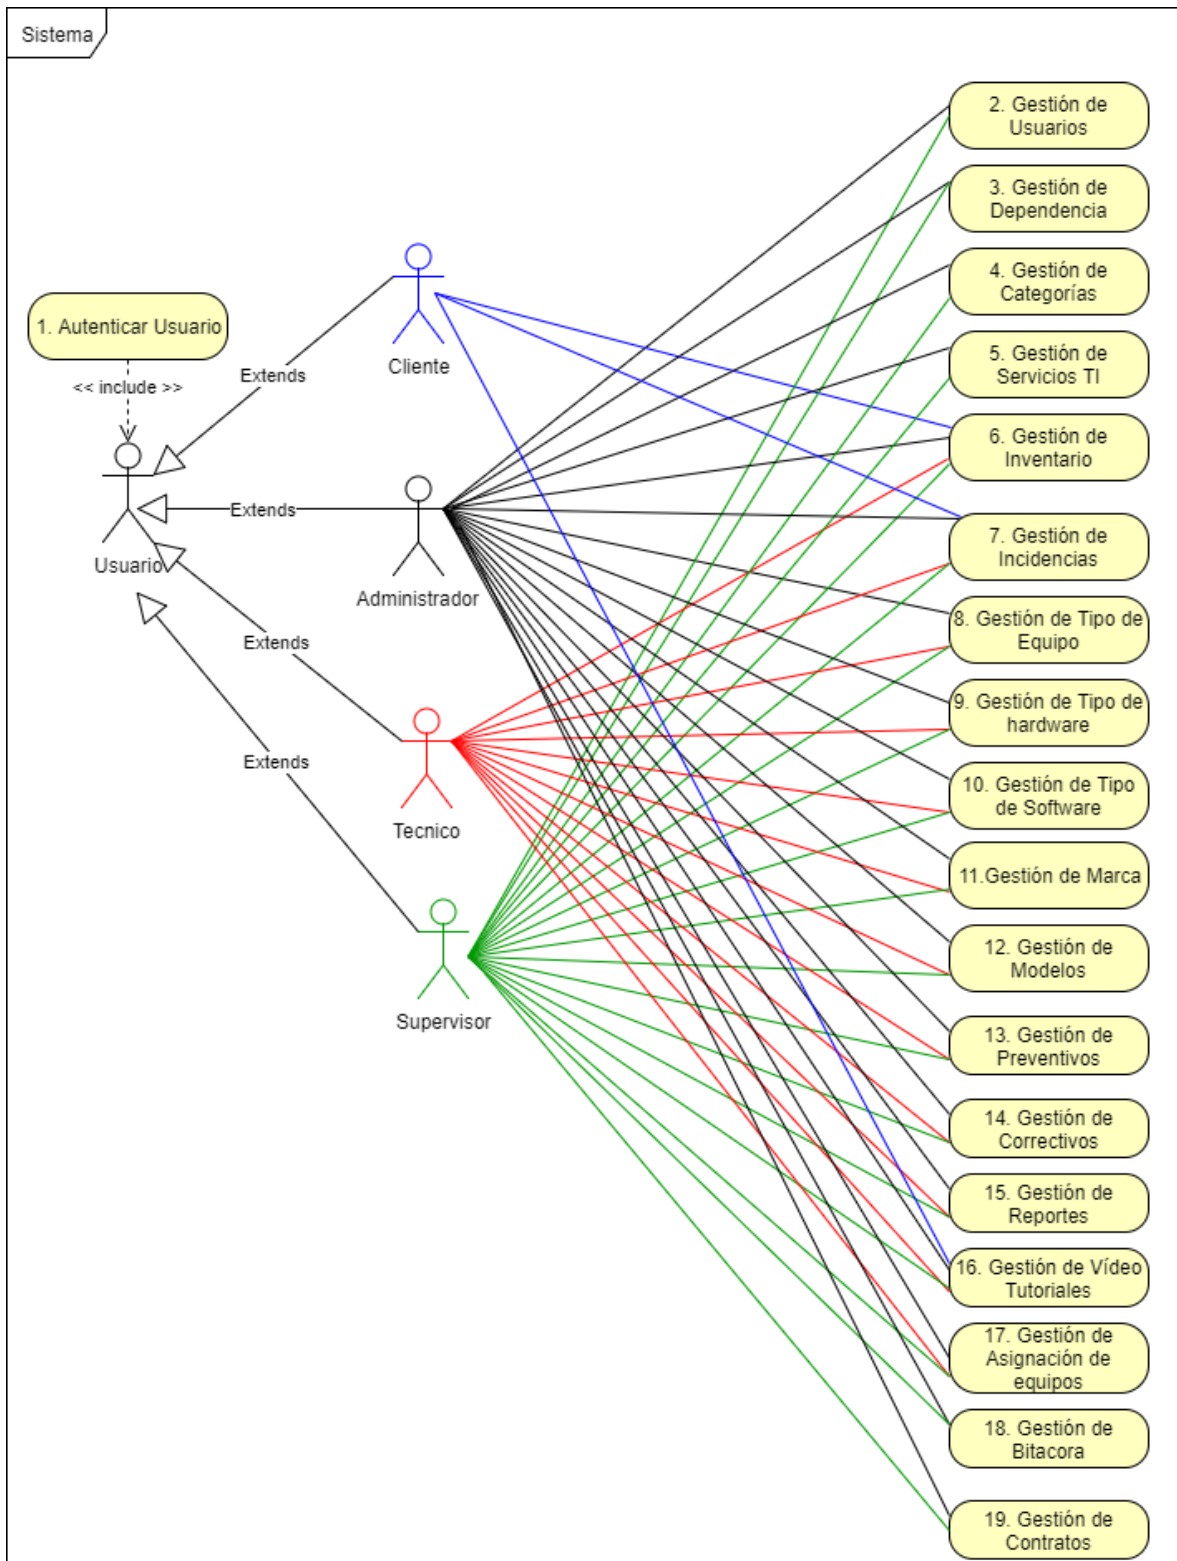 Sistema
2. Gestión de
Usuarios
3. Gestión de
Dependencia
4. Gestión de
Categorías
1. Autenticar Usuario
<< include >>
Extends
Cliente
5. Gestión de
Servicios TI
6. Gestión de
Inventario
Usuario
Extends
Administrador
7. Gestión de
Incidencias
8. Gestión de Tipo de
Equipo
Extends
9. Gestión de Tipo de
hardware
Extends
Tecnico
10. Gestión de Tipo
de Software
11.Gestión de Marca
12. Gestión de
Modelos
Supervisor
13. Gestión de
Preventivos
14. Gestión de
Correctivos
15. Gestión de
Reportes
16. Gestión de Vídeo
Tutoriales
17. Gestión de
Asignación de
equipos
18. Gestión de
Bitacora
19. Gestión de
Contratos